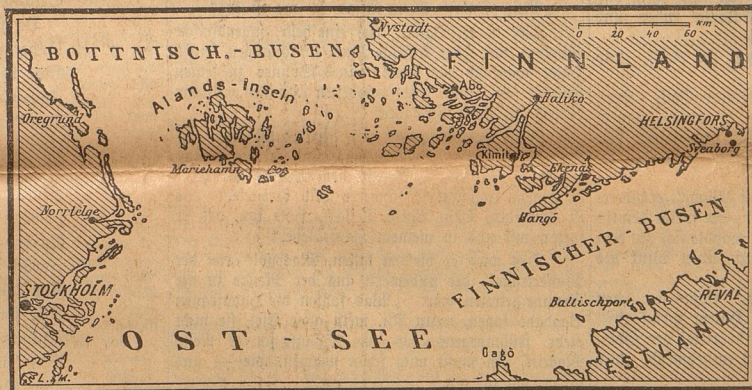 Nystadt
km
0 20 40 60
BOTTNISCH.-BUSEN
FINNLAND
Alands-Inseln
Åbo
Haliko
Öregrund
HELSINGFORS
Sveaborg
Kimito
Mariehamn
Ekenäs
Norrtelge
Hangö
FINNISCHER-BUSEN
STOCKHOLM
Baltischport
REVAL
OST-SEE
Dagö
ESTLAND